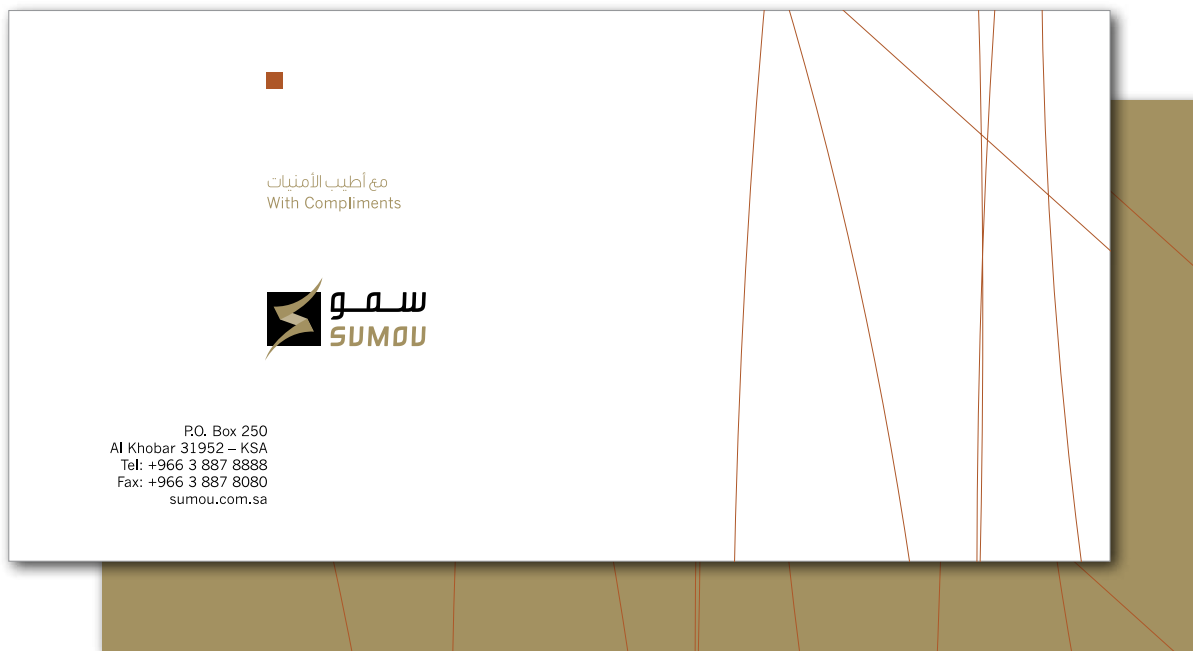 مع أطيب الأمنيات
With Compliments
سمو
SUMOU
P.O. Box 250
Al Khobar 31952 – KSA
Tel: +966 3 887 8888
Fax: +966 3 887 8080
sumou.com.sa